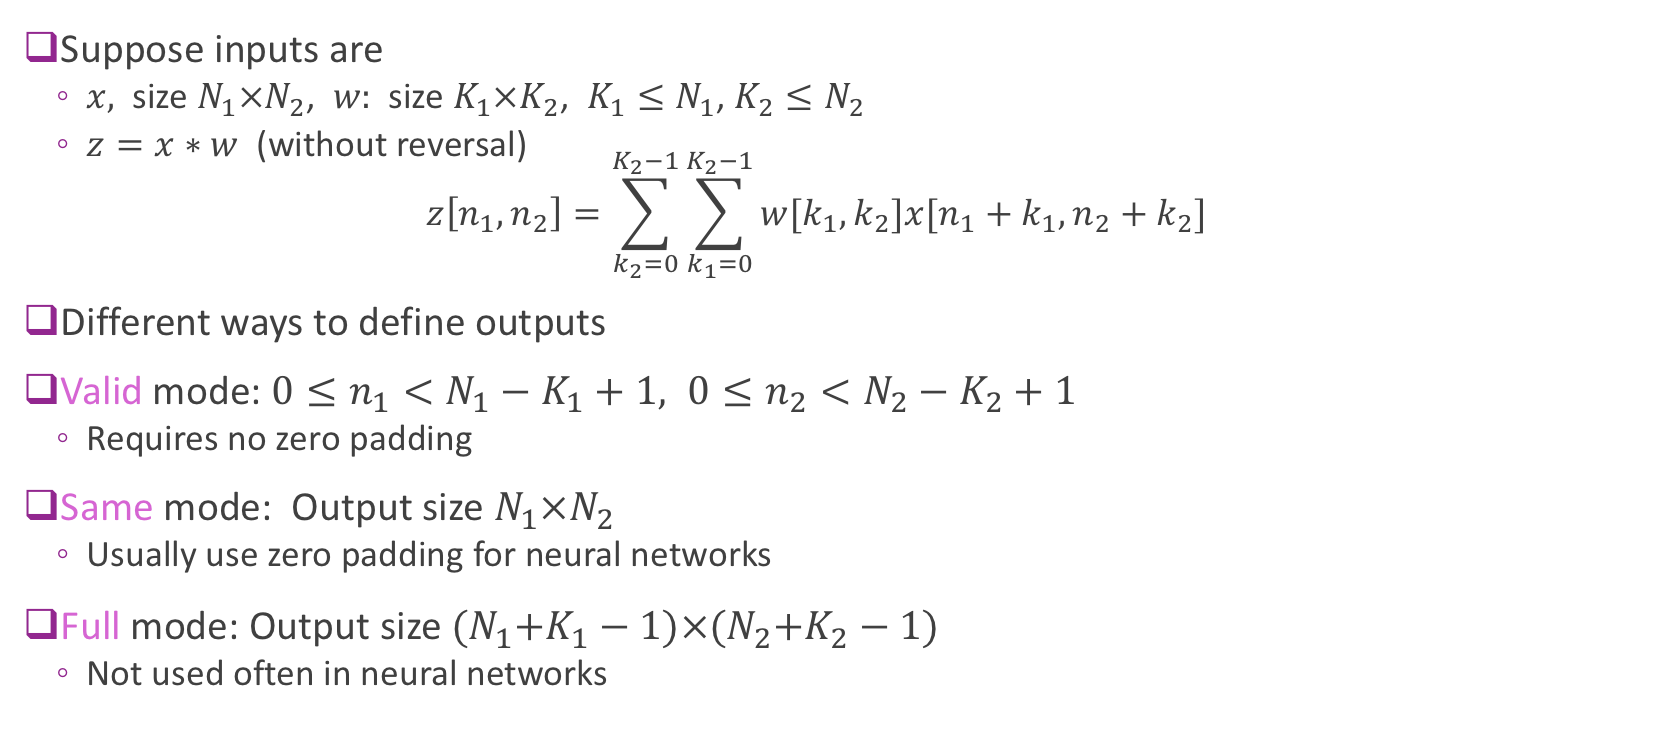 ❑Suppose inputs are
◦ x, size N₁×N₂, w: size K₁×K₂, K₁ ≤ N₁, K₂ ≤ N₂
◦ z = x ∗ w (without reversal)
z[n₁, n₂] = ∑_{k₂=0}^{K₂−1} ∑_{k₁=0}^{K₂−1} w[k₁, k₂]x[n₁ + k₁, n₂ + k₂]
❑Different ways to define outputs
❑Valid mode: 0 ≤ n₁ < N₁ − K₁ + 1, 0 ≤ n₂ < N₂ − K₂ + 1
◦ Requires no zero padding
❑Same mode: Output size N₁×N₂
◦ Usually use zero padding for neural networks
❑Full mode: Output size (N₁+K₁ − 1)×(N₂+K₂ − 1)
◦ Not used often in neural networks